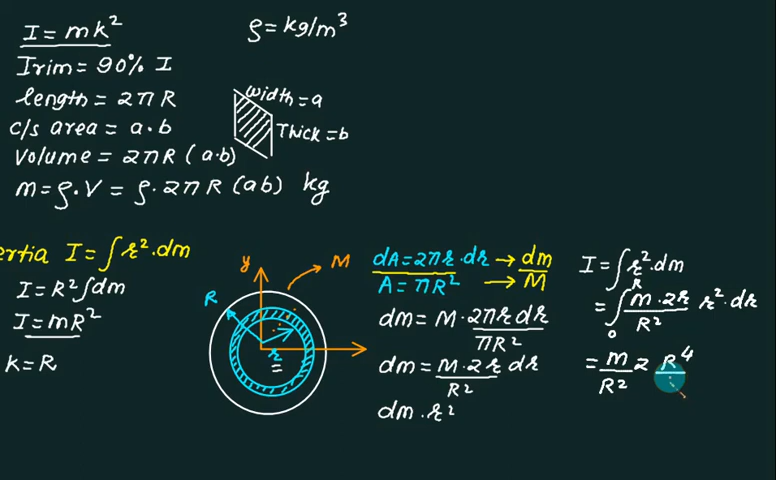 I = mk²
ρ = kg/m³
Irim = 90% I
length = 2πR
c/s area = a·b
Volume = 2πR (a·b)
m = ρ·V = ρ·2πR (ab) kg
width = a
Thick = b
ertia I = ∫r²·dm
I = R²∫dm
I = mR²
K = R
y
M
R
r
dA = 2πr·dr → dm
A = πR² → M
dm = M·2πr dr
πR²
dm = M·2r dr
R²
dm·r²
I = ∫r²·dm
R
= ∫ M·2r r²·dr
0 R²
= M 2 R⁴
R²